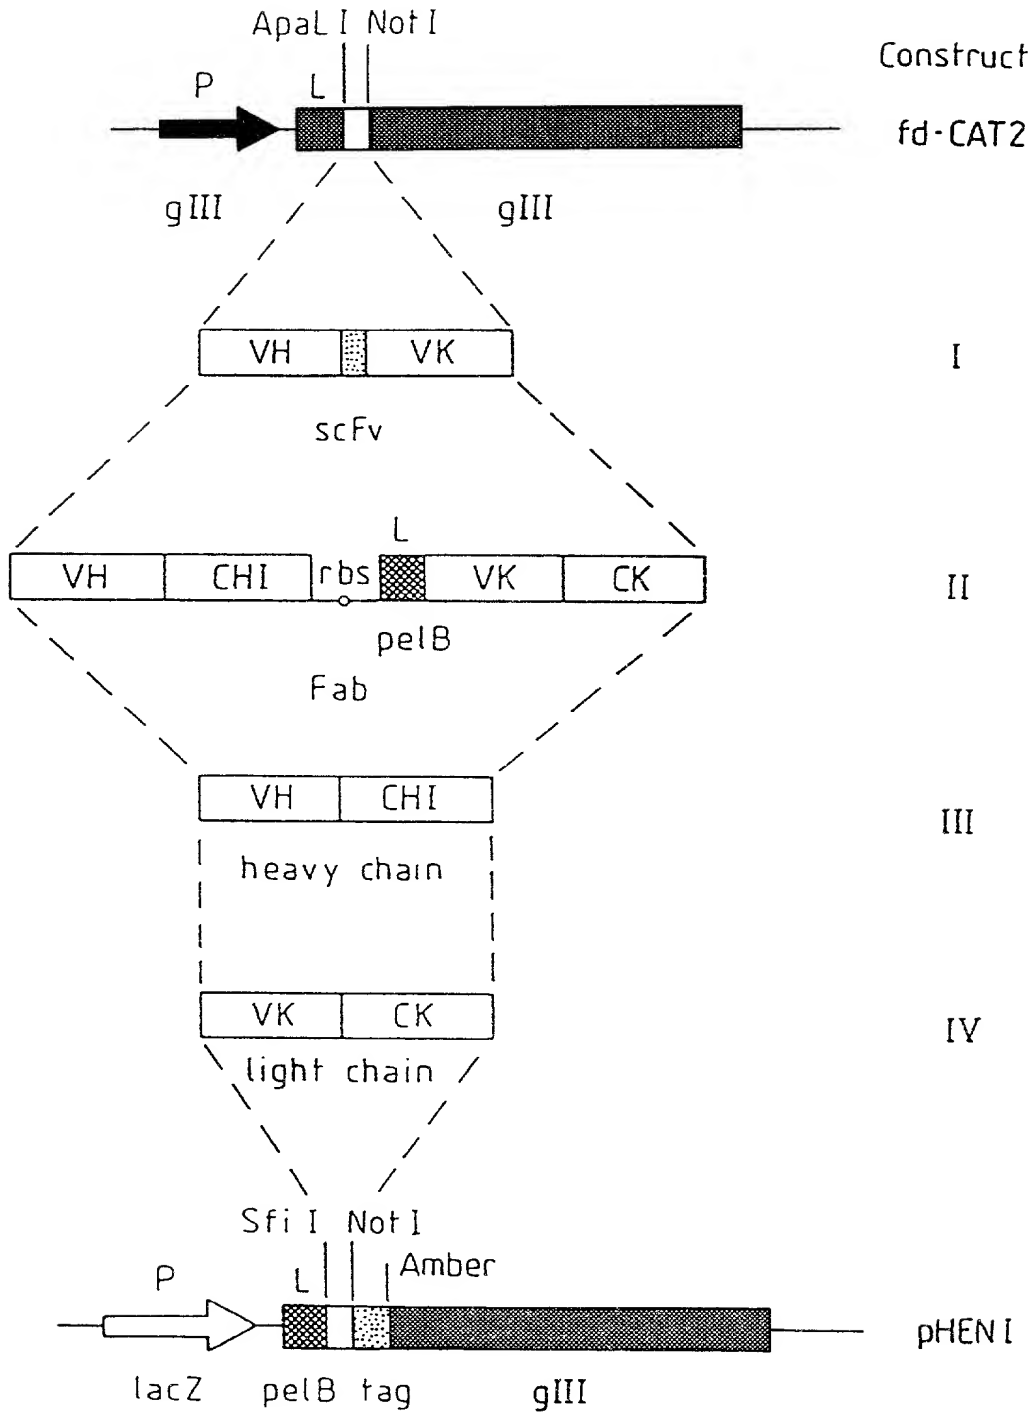 ApaL I Not I
Construct
P L
fd-CAT2
gIII gIII
VH VK I
scFv
L
VH CHI rbs VK CK II
pelB
Fab
VH CHI III
heavy chain
VK CK IV
light chain
Sfi I Not I
Amber
P L
pHEN I
lacZ pelB tag gIII